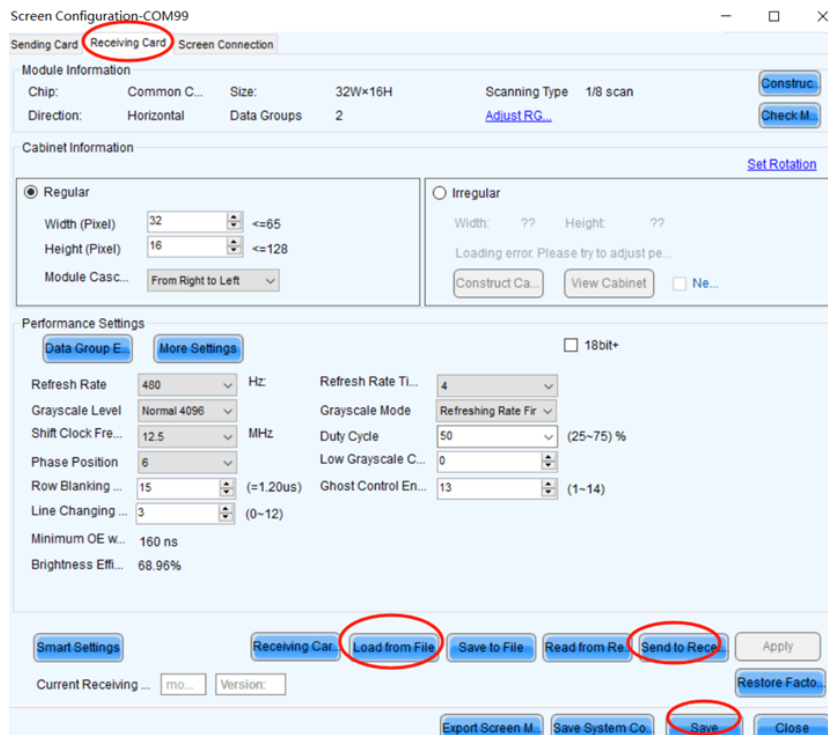 Screen Configuration-COM99
Sending Card Receiving Card Screen Connection
Module Information
Chip: Common C... Size: 32W×16H Scanning Type 1/8 scan Construc...
Direction: Horizontal Data Groups 2 Adjust RG... Check M...
Cabinet Information
Set Rotation
Regular Irregular
Width (Pixel) 32 <=65 Width: ?? Height: ??
Height (Pixel) 16 <=128 Loading error. Please try to adjust pe...
Module Casc... From Right to Left Construct Ca... View Cabinet Ne...
Performance Settings
Data Group E... More Settings 18bit+
Refresh Rate 480 Hz: Refresh Rate Ti... 4
Grayscale Level Normal 4096 Grayscale Mode Refreshing Rate Fir
Shift Clock Fre... 12.5 MHz Duty Cycle 50 (25~75) %
Phase Position 6 Low Grayscale C... 0
Row Blanking ... 15 (=1.20us) Ghost Control En... 13 (1~14)
Line Changing ... 3 (0~12)
Minimum OE w... 160 ns
Brightness Effi... 68.96%
Smart Settings Receiving Car... Load from File Save to File Read from Re... Send to Rece... Apply
Current Receiving ... mo... Version: Restore Facto...
Export Screen M... Save System Co... Save Close